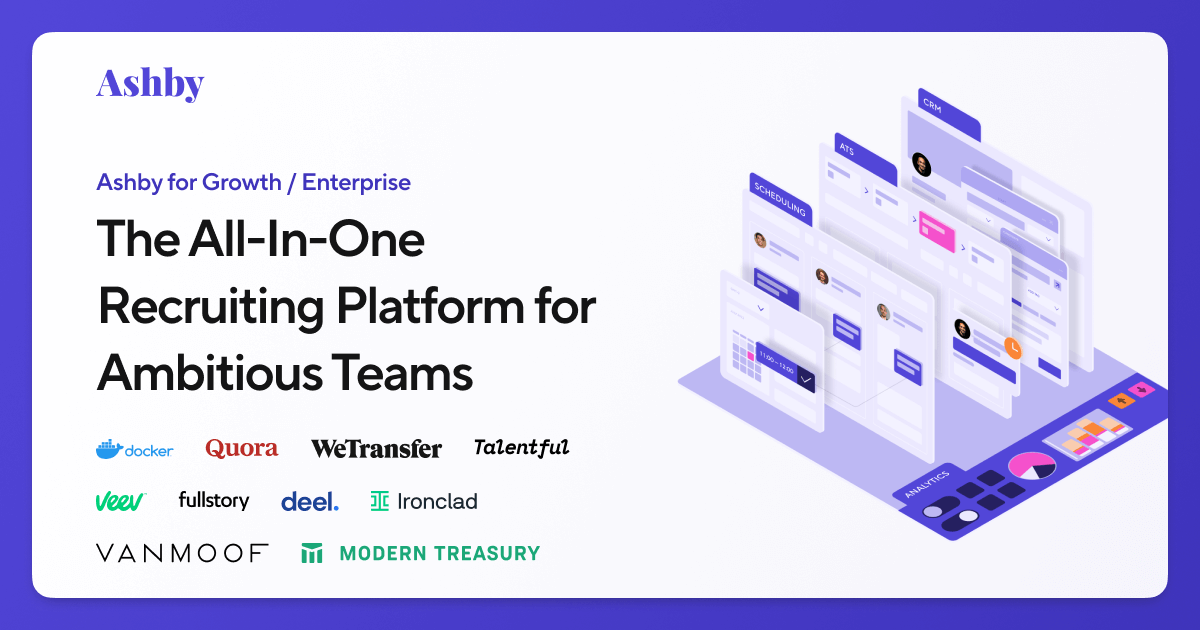 Ashby
Ashby for Growth / Enterprise
The All-In-One
Recruiting Platform for
Ambitious Teams
docker Quora WeTransfer Talentful
veev fullstory deel. Ironclad
VANMOOF MODERN TREASURY
CRM
ATS
SCHEDULING
11:00 – 12:00
ANALYTICS